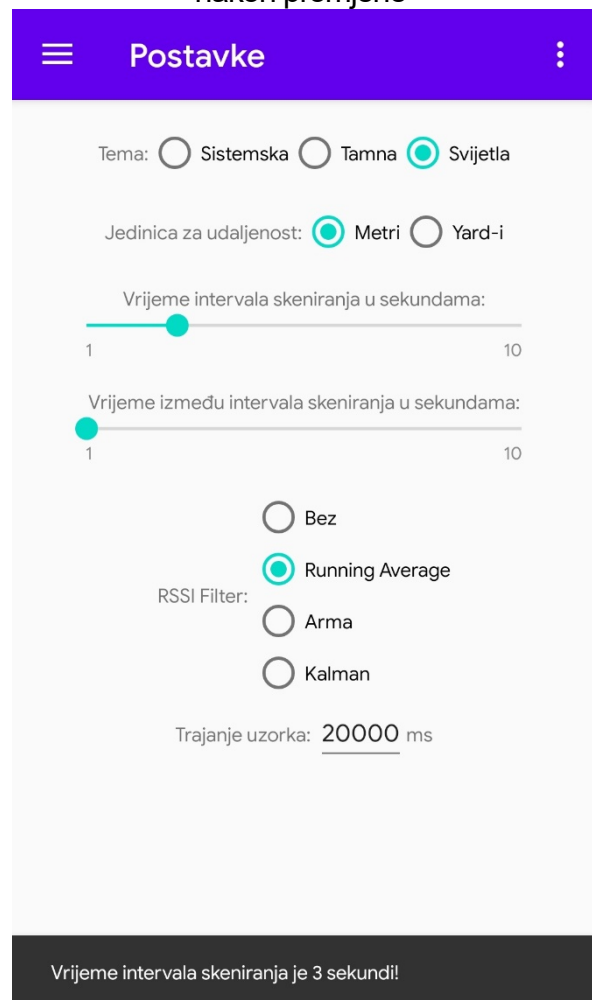 nakon promjene
Postavke
Tema: Sistemska Tamna Svijetla
Jedinica za udaljenost: Metri Yard-i
Vrijeme intervala skeniranja u sekundama:
1 10
Vrijeme između intervala skeniranja u sekundama:
1 10
RSSI Filter:
Bez
Running Average
Arma
Kalman
Trajanje uzorka: 20000 ms
Vrijeme intervala skeniranja je 3 sekundi!